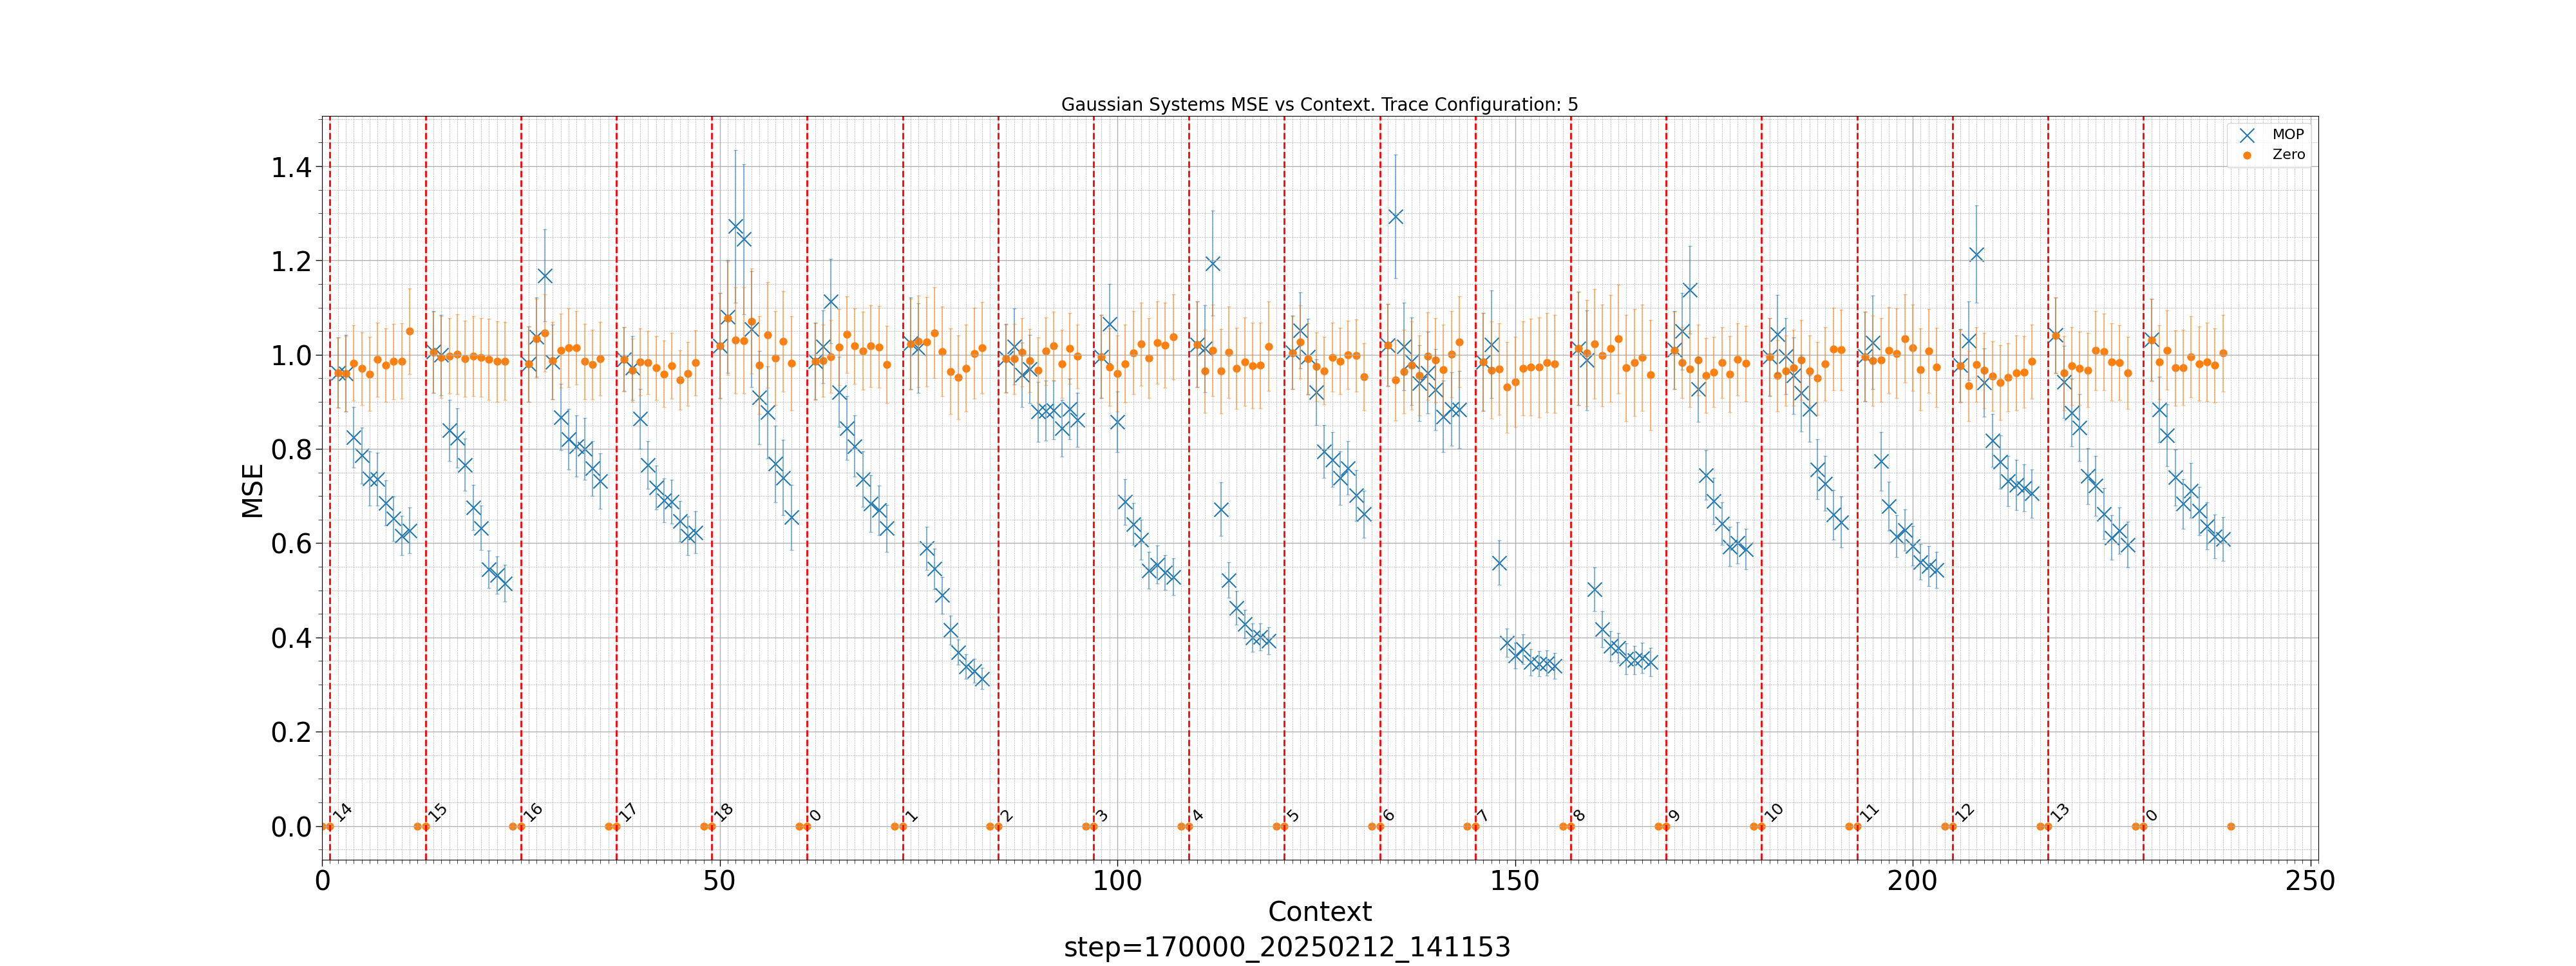 Gaussian Systems MSE vs Context. Trace Configuration: 5
MOP
Zero
MSE
1.4
1.2
1.0
0.8
0.6
0.4
0.2
0.0
14 15 16 17 18 0 1 2 3 4 5 6 7 8 9 10 11 12 13 0
0 50 100 150 200 250
Context
step=170000_20250212_141153